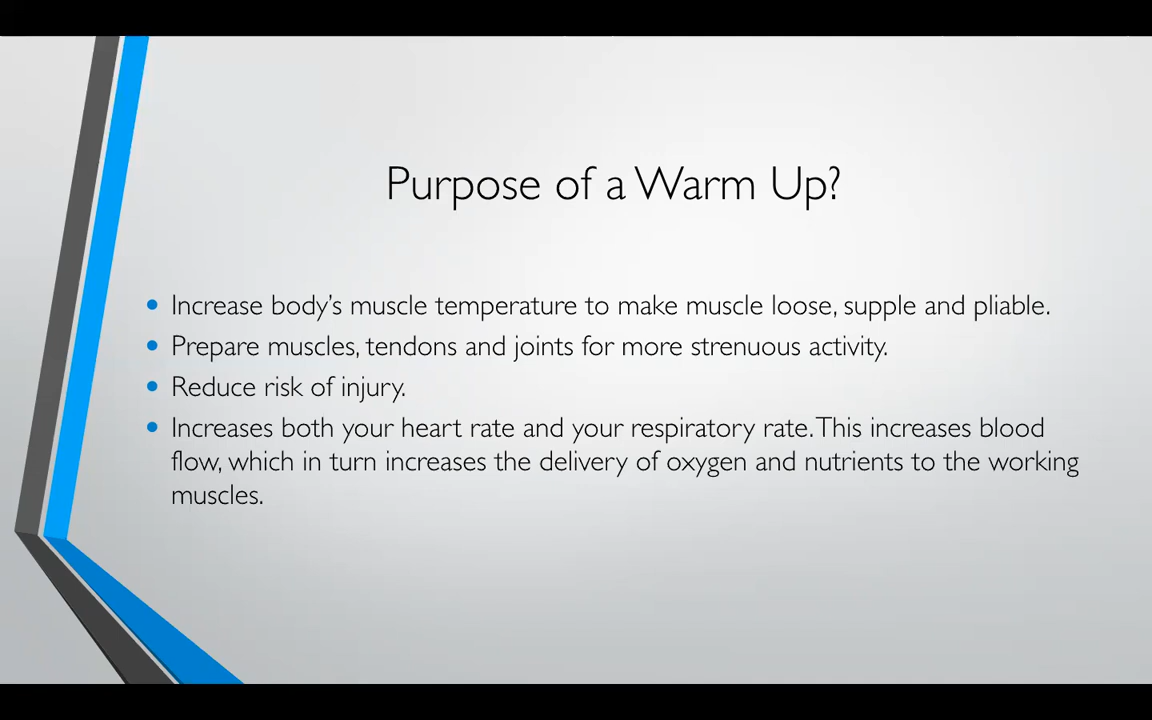 Purpose of a Warm Up?
• Increase body's muscle temperature to make muscle loose, supple and pliable.
• Prepare muscles, tendons and joints for more strenuous activity.
• Reduce risk of injury.
• Increases both your heart rate and your respiratory rate. This increases blood
flow, which in turn increases the delivery of oxygen and nutrients to the working
muscles.